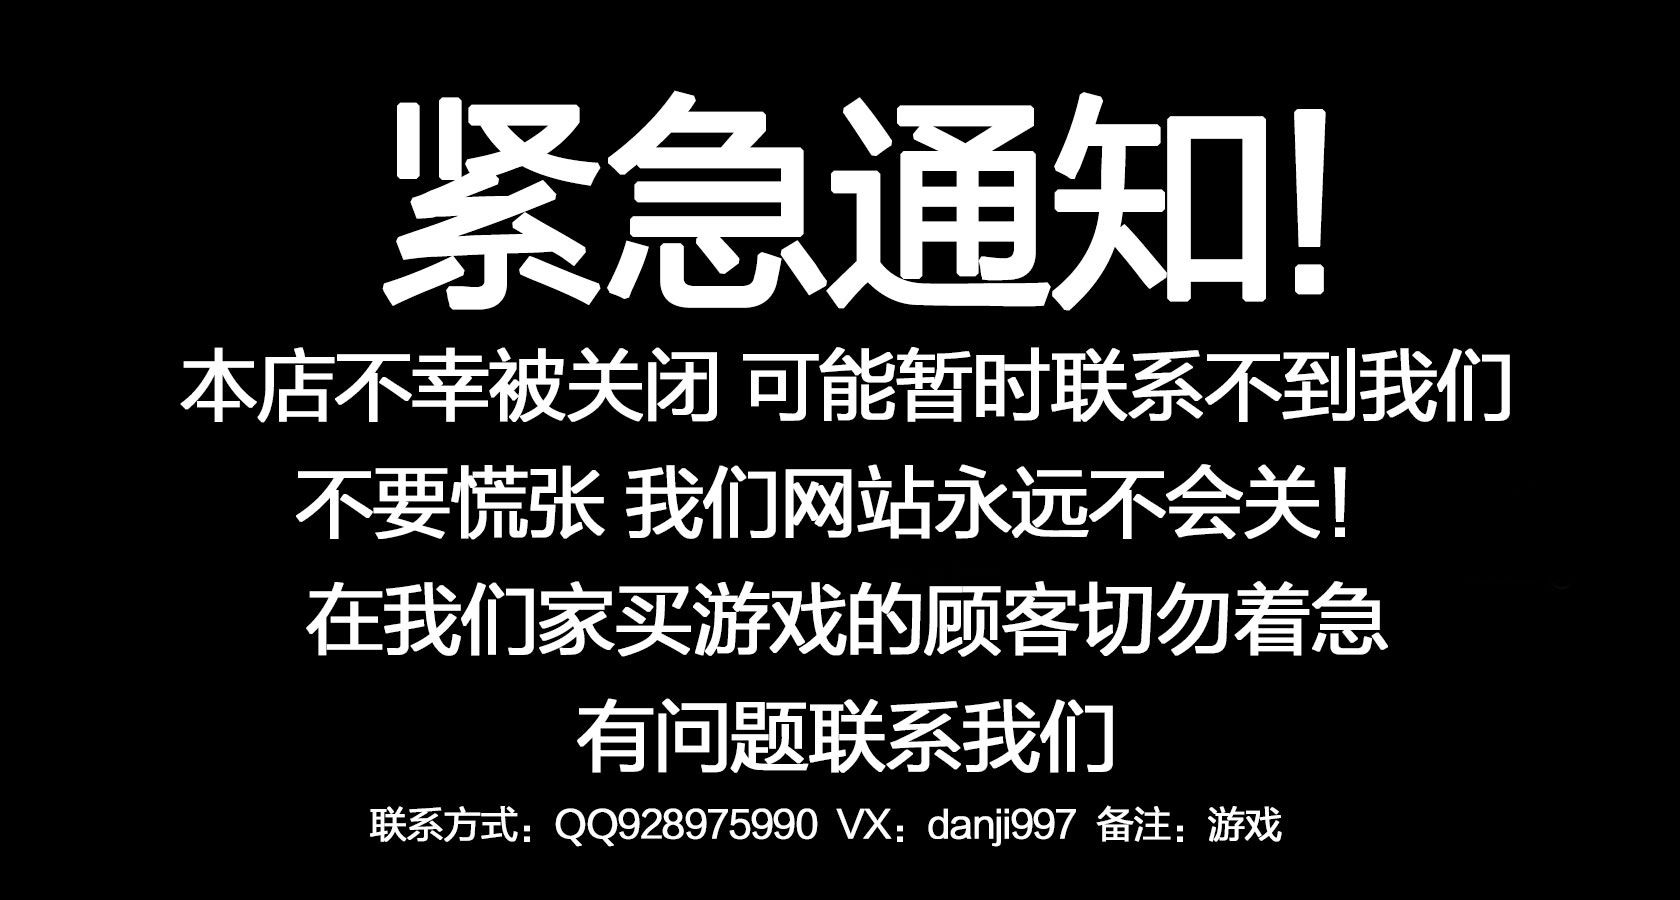 紧急通知!
本店不幸被关闭 可能暂时联系不到我们
不要慌张 我们网站永远不会关!
在我们家买游戏的顾客切勿着急
有问题联系我们
联系方式：QQ928975990 VX：danji997 备注：游戏